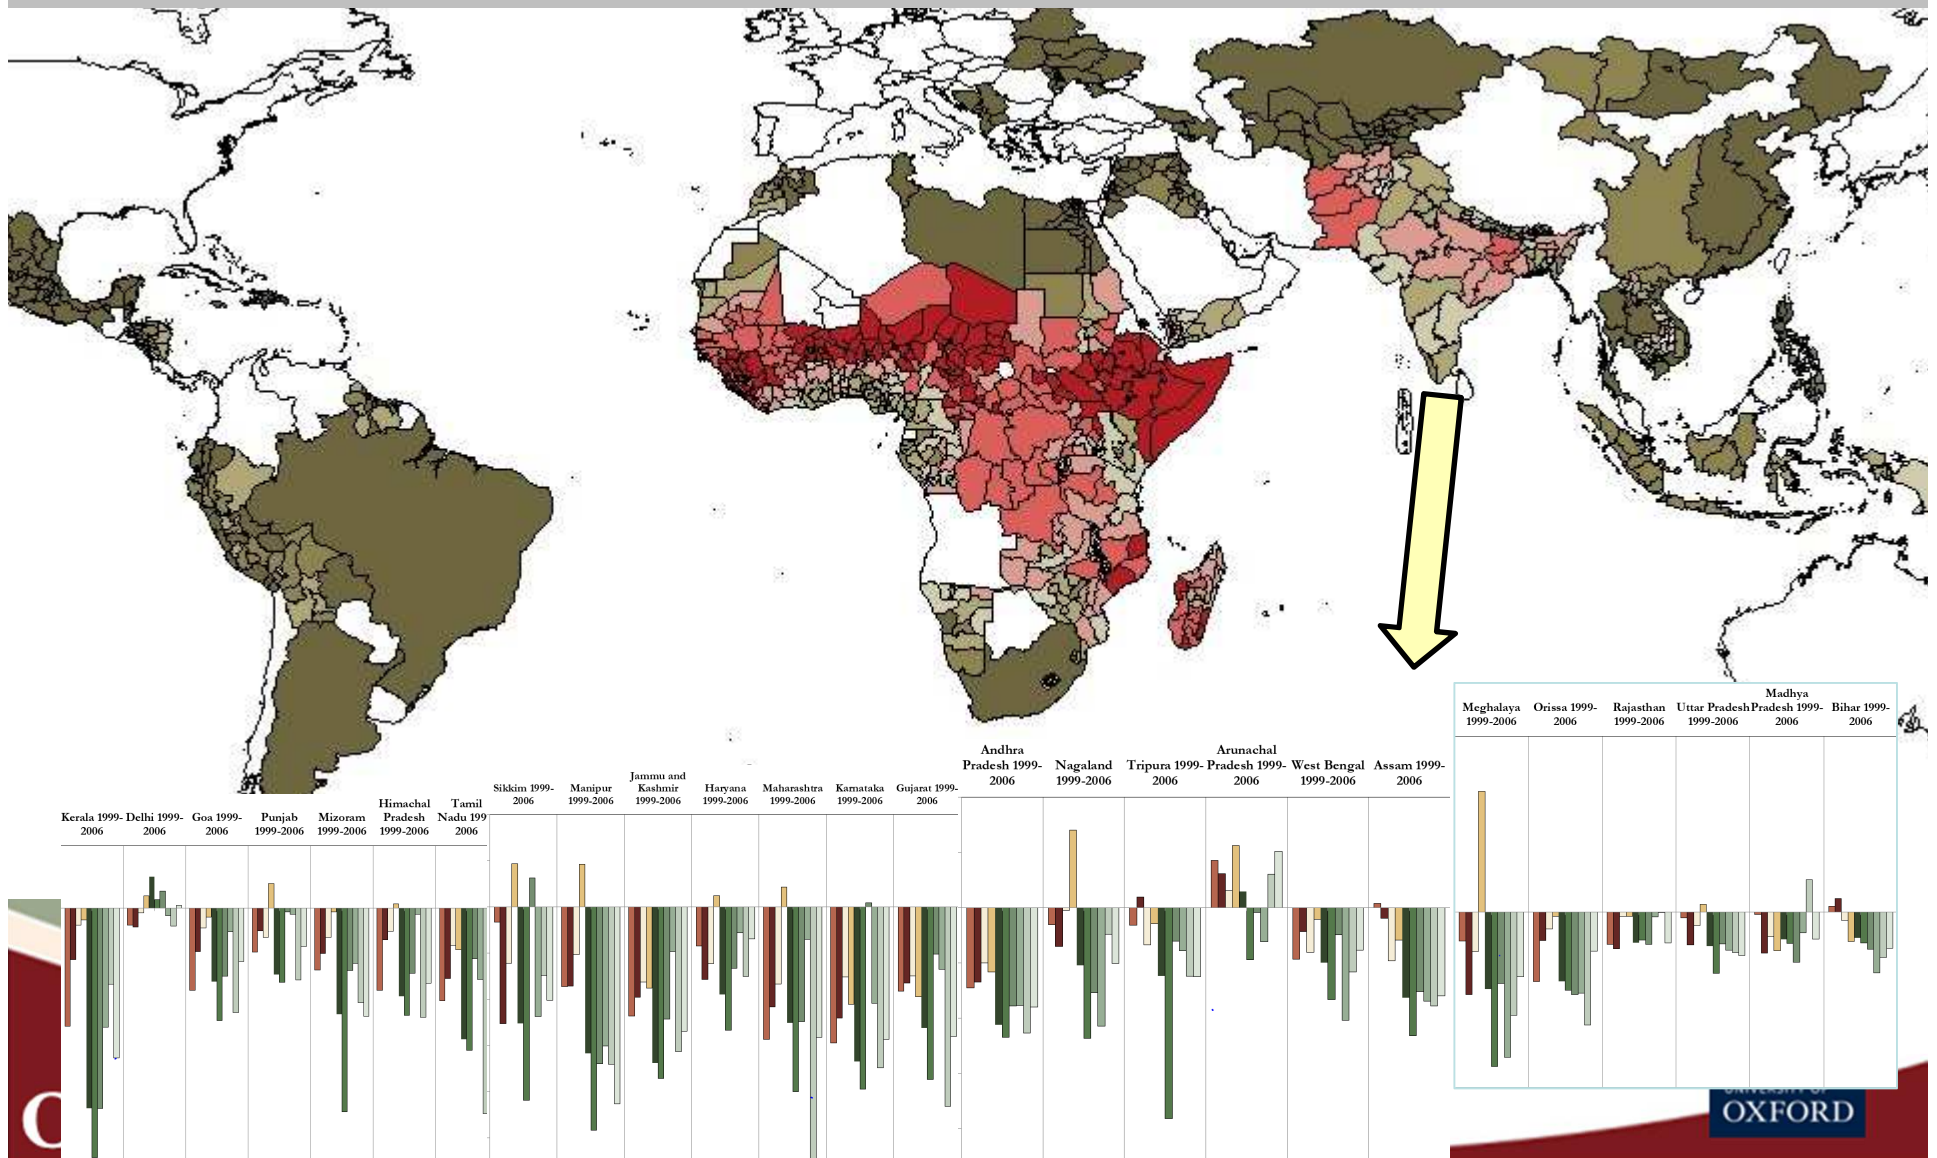 Kerala 1999-
2006
Delhi 1999-
2006
Goa 1999-
2006
Punjab
1999-2006
Mizoram
1999-2006
Himachal
Pradesh
1999-2006
Tamil
Nadu 199
2006
Sikkim 1999-
2006
Manipur
1999-2006
Jammu and
Kashmir
1999-2006
Haryana
1999-2006
Maharashtra
1999-2006
Karnataka
1999-2006
Gujarat 1999-
2006
Andhra
Pradesh 1999-
2006
Nagaland
1999-2006
Tripura 1999-
2006
Arunachal
Pradesh 1999-
2006
West Bengal
1999-2006
Assam 1999-
2006
Meghalaya
1999-2006
Orissa 1999-
2006
Rajasthan
1999-2006
Uttar Pradesh
1999-2006
Madhya
Pradesh 1999-
2006
Bihar 1999-
2006
UNIVERSITY OF
OXFORD